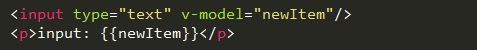 <input type="text" v-model="newItem"/>
<p>input: {{newItem}}</p>